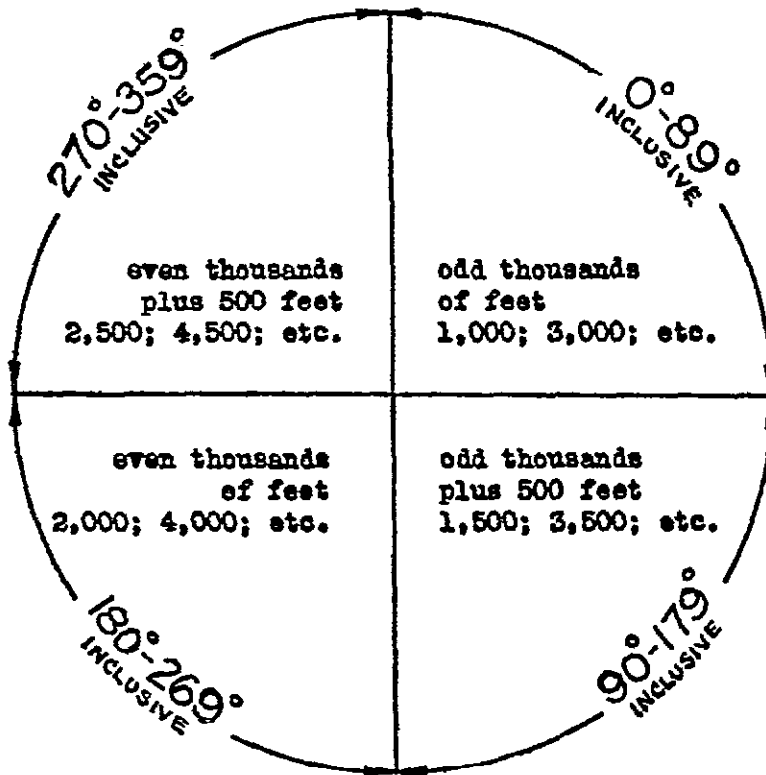 270°-359°
INCLUSIVE
0°-89°
INCLUSIVE
even thousands
plus 500 feet
2,500; 4,500; etc.
odd thousands
of feet
1,000; 3,000; etc.
even thousands
of feet
2,000; 4,000; etc.
odd thousands
plus 500 feet
1,500; 3,500; etc.
180°-269°
INCLUSIVE
90°-179°
INCLUSIVE